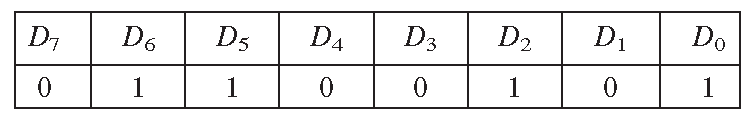 D₇ D₆ D₅ D₄ D₃ D₂ D₁ D₀
0 1 1 0 0 1 0 1